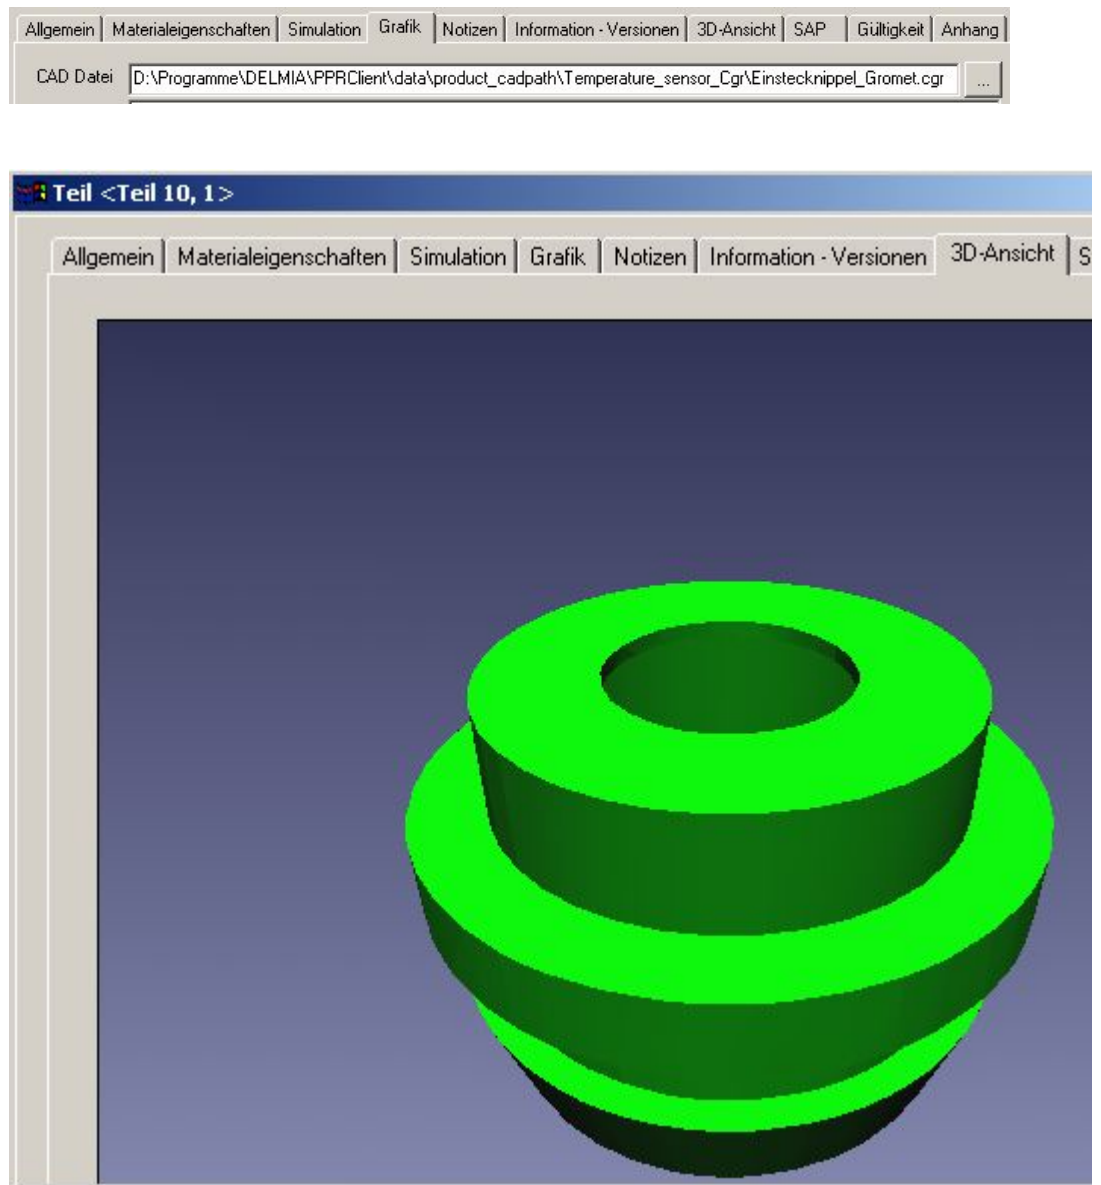 Allgemein Materialeigenschaften Simulation Grafik Notizen Information - Versionen 3D-Ansicht SAP Gültigkeit Anhang
CAD Datei D:\Programme\DELMIA\PPRClient\data\product_cadpath\Temperature_sensor_Cgr\Einstecknippel_Gromet.cgr ...
Teil <Teil 10, 1>
Allgemein Materialeigenschaften Simulation Grafik Notizen Information - Versionen 3D-Ansicht S